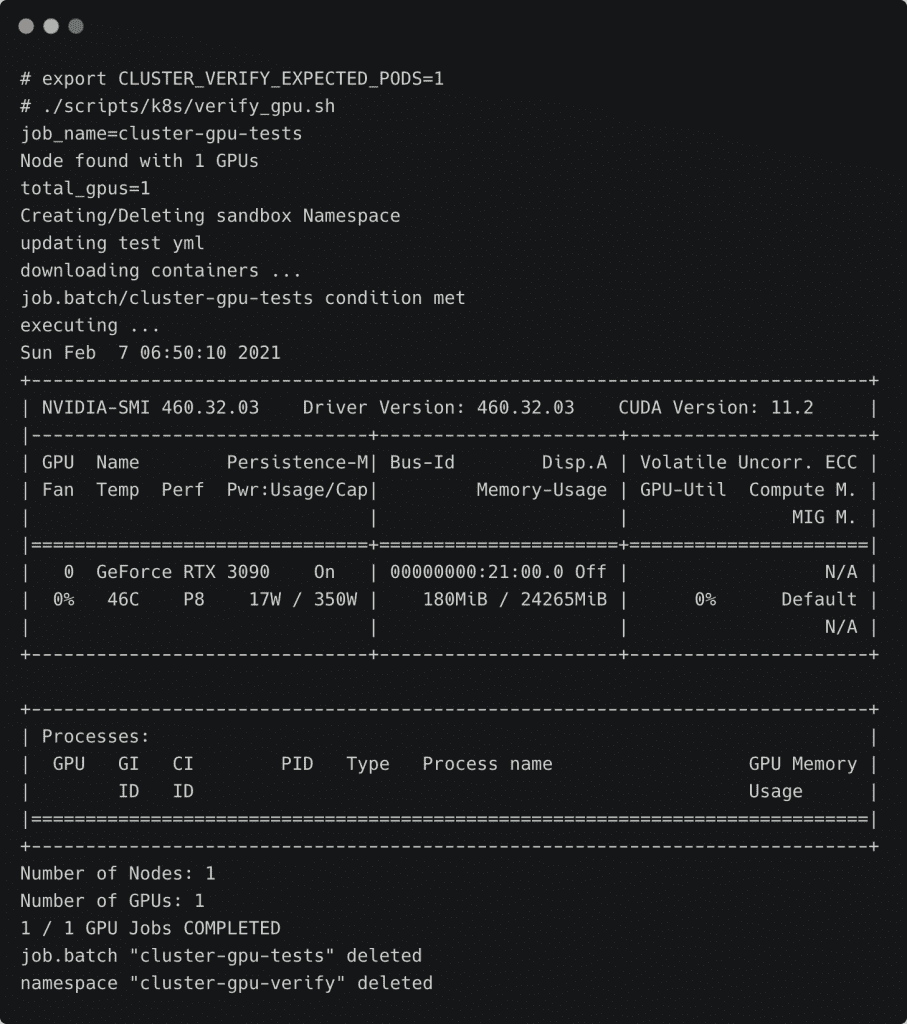 # export CLUSTER_VERIFY_EXPECTED_PODS=1
# ./scripts/k8s/verify_gpu.sh
job_name=cluster-gpu-tests
Node found with 1 GPUs
total_gpus=1
Creating/Deleting sandbox Namespace
updating test yml
downloading containers ...
job.batch/cluster-gpu-tests condition met
executing ...
Sun Feb  7 06:50:10 2021
+-----------------------------------------------------------------------------+
| NVIDIA-SMI 460.32.03    Driver Version: 460.32.03    CUDA Version: 11.2     |
|-------------------------------+----------------------+----------------------+
| GPU  Name        Persistence-M| Bus-Id        Disp.A | Volatile Uncorr. ECC |
| Fan  Temp  Perf  Pwr:Usage/Cap|         Memory-Usage | GPU-Util  Compute M. |
|                               |                      |               MIG M. |
|===============================+======================+======================|
|   0  GeForce RTX 3090    On   | 00000000:21:00.0 Off |                  N/A |
|  0%   46C    P8    17W / 350W |    180MiB / 24265MiB |      0%      Default |
|                               |                      |                  N/A |
+-------------------------------+----------------------+----------------------+

+-----------------------------------------------------------------------------+
| Processes:                                                                  |
|  GPU   GI   CI        PID   Type   Process name                  GPU Memory |
|        ID   ID                                                   Usage      |
|=============================================================================|
+-----------------------------------------------------------------------------+
Number of Nodes: 1
Number of GPUs: 1
1 / 1 GPU Jobs COMPLETED
job.batch "cluster-gpu-tests" deleted
namespace "cluster-gpu-verify" deleted